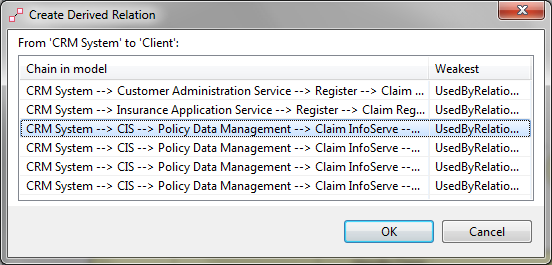 Create Derived Relation
From 'CRM System' to 'Client':
Chain in model Weakest
CRM System --> Customer Administration Service --> Register --> Claim ... UsedByRelatio...
CRM System --> Insurance Application Service --> Register --> Claim Reg... UsedByRelatio...
CRM System --> CIS --> Policy Data Management --> Claim InfoServe --... UsedByRelatio...
CRM System --> CIS --> Policy Data Management --> Claim InfoServe --... UsedByRelatio...
CRM System --> CIS --> Policy Data Management --> Claim InfoServe --... UsedByRelatio...
CRM System --> CIS --> Policy Data Management --> Claim InfoServe --... UsedByRelatio...
OK Cancel